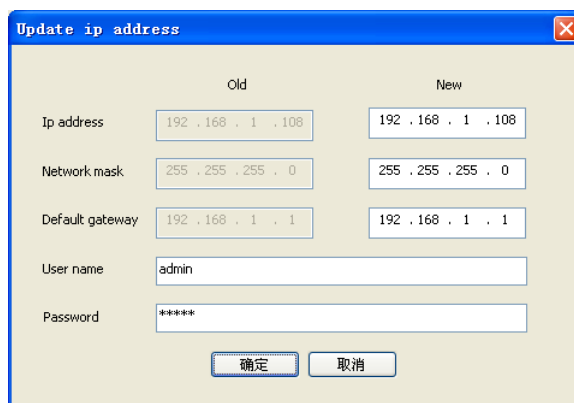 Update ip address
Old New
Ip address 192 . 168 . 1 . 108 192 . 168 . 1 . 108
Network mask 255 . 255 . 255 . 0 255 . 255 . 255 . 0
Default gateway 192 . 168 . 1 . 1 192 . 168 . 1 . 1
User name admin
Password *****
确定 取消